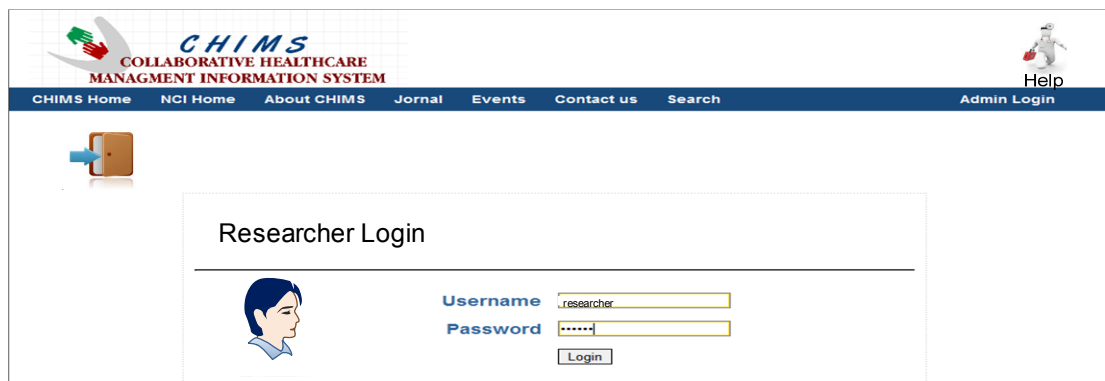 CHIMS
COLLABORATIVE HEALTHCARE
MANAGMENT INFORMATION SYSTEM
Help
CHIMS Home NCI Home About CHIMS Jornal Events Contact us Search Admin Login
Researcher Login
Username researcher
Password ••••••
Login